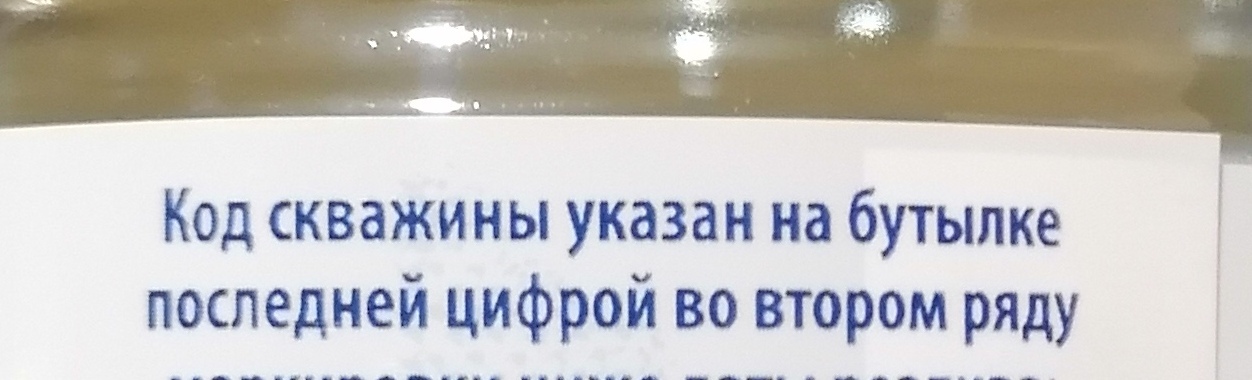 Код скважины указан на бутылке
последней цифрой во втором ряду